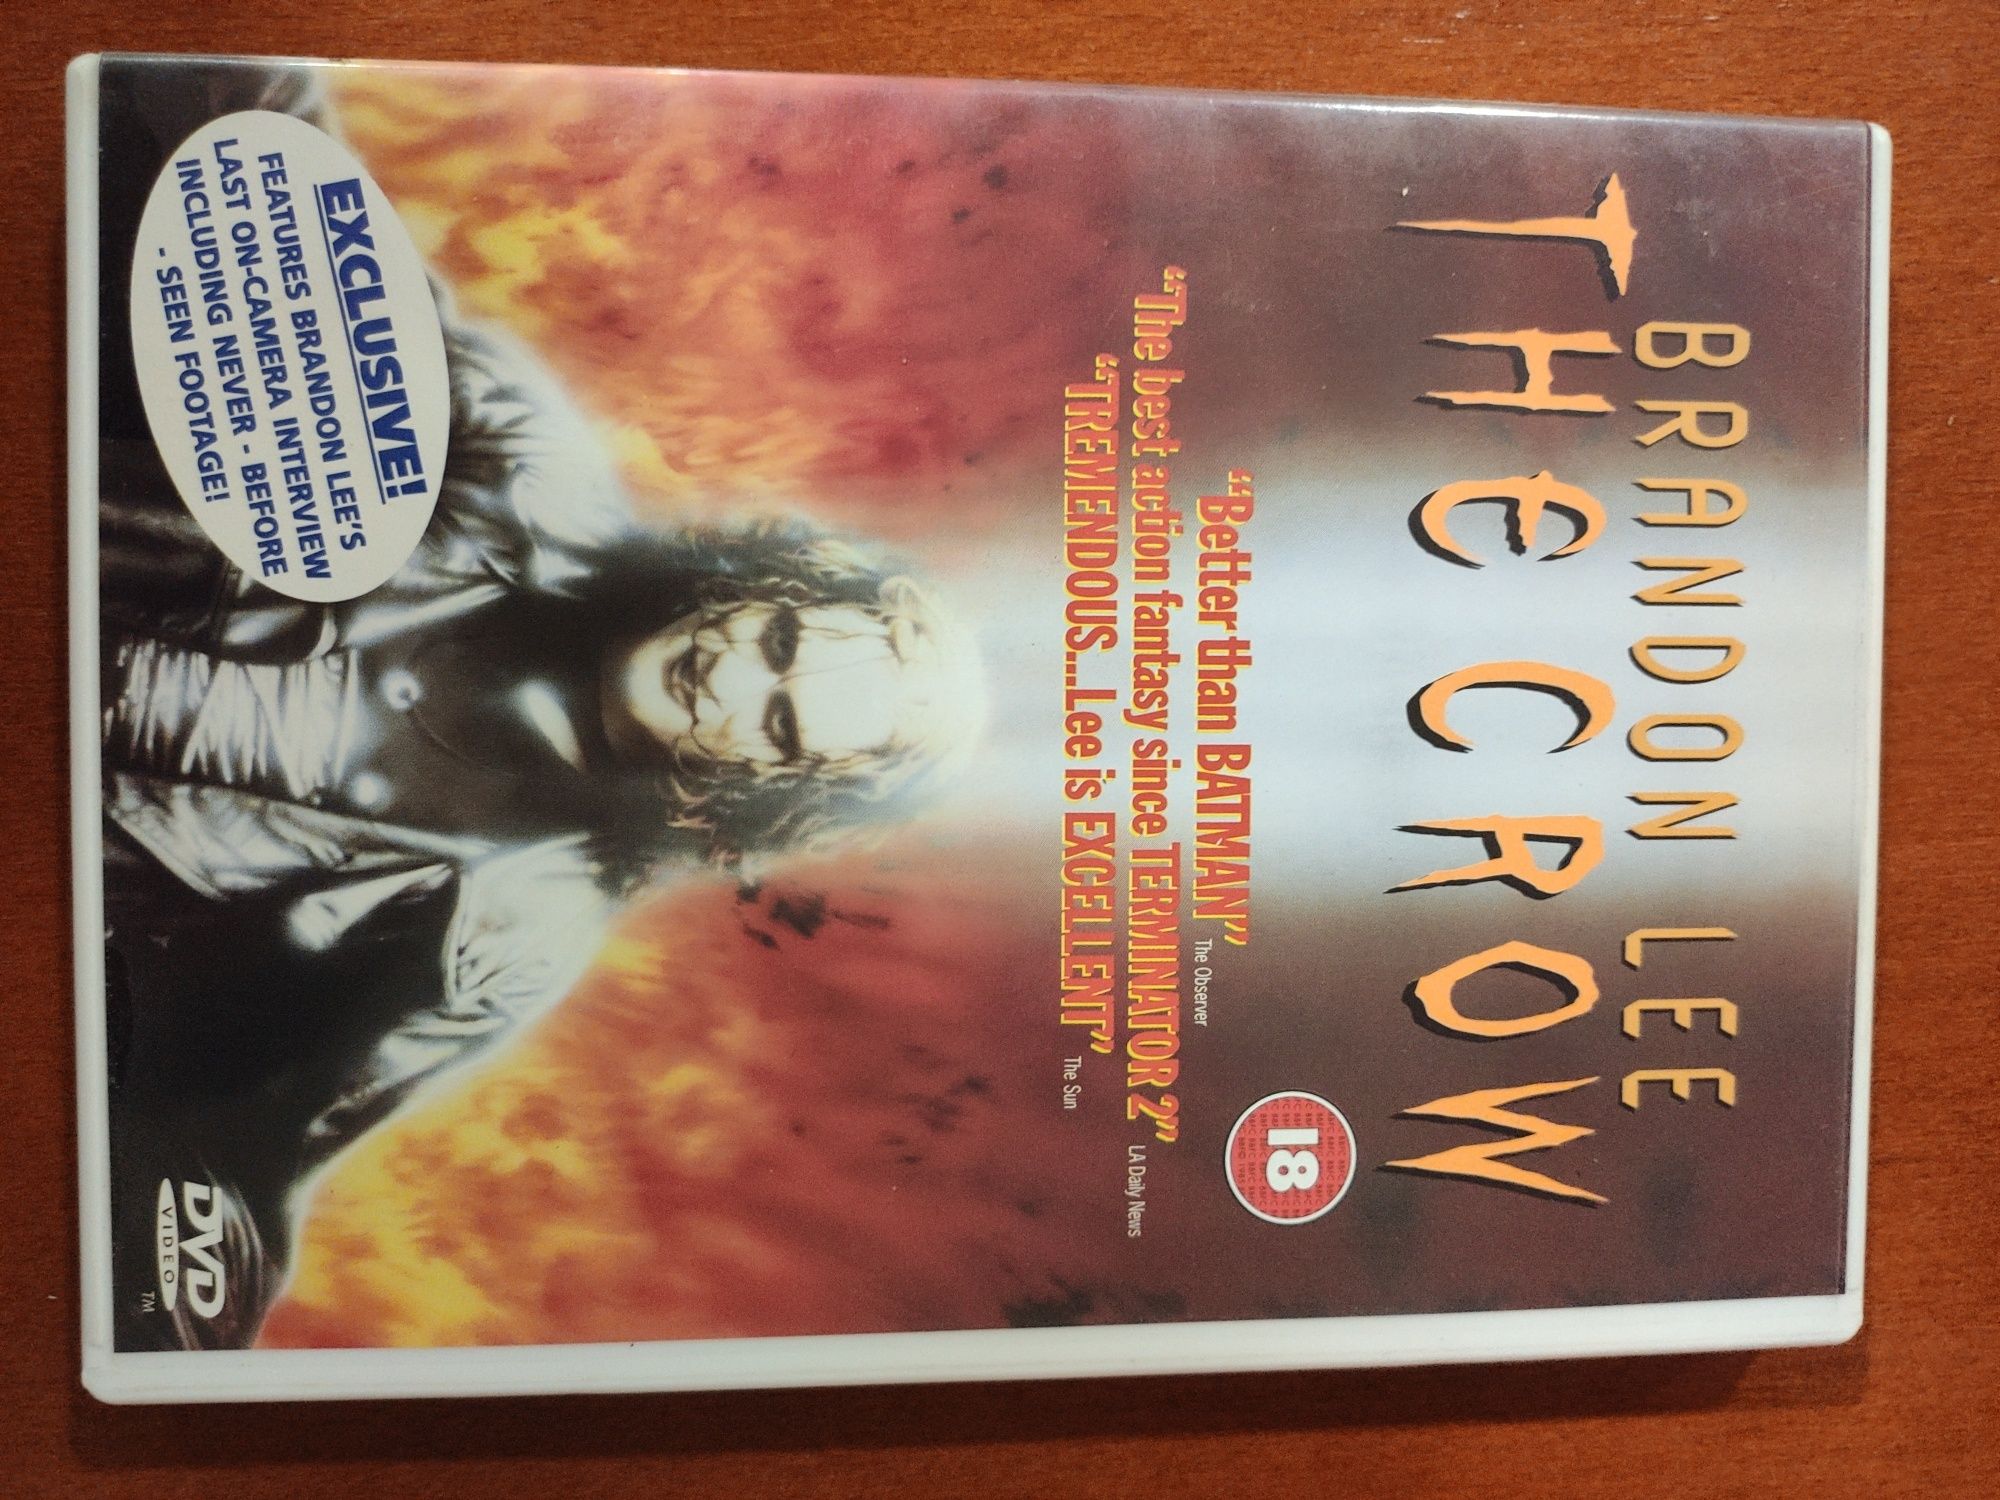 BRANDON LEE
THE CROW
18
"Better than BATMAN" The Observer
"The best action fantasy since TERMINATOR 2" LA Daily News
"TREMENDOUS...Lee is EXCELLENT" The Sun
EXCLUSIVE!
FEATURES BRANDON LEE'S
LAST ON-CAMERA INTERVIEW
INCLUDING NEVER - BEFORE
- SEEN FOOTAGE!
DVD
VIDEO
TM